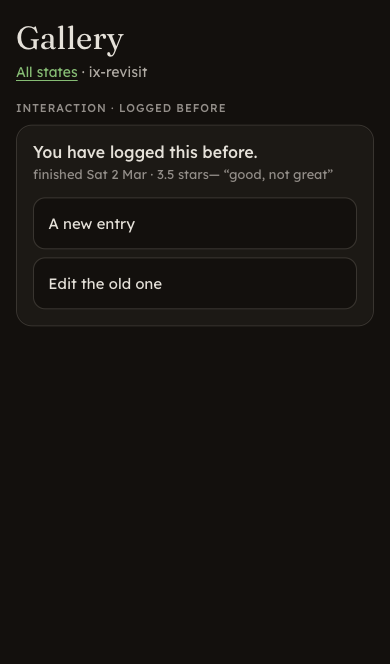 Gallery
All states · ix-revisit
INTERACTION · LOGGED BEFORE
You have logged this before.
finished Sat 2 Mar · 3.5 stars— “good, not great”
A new entry
Edit the old one